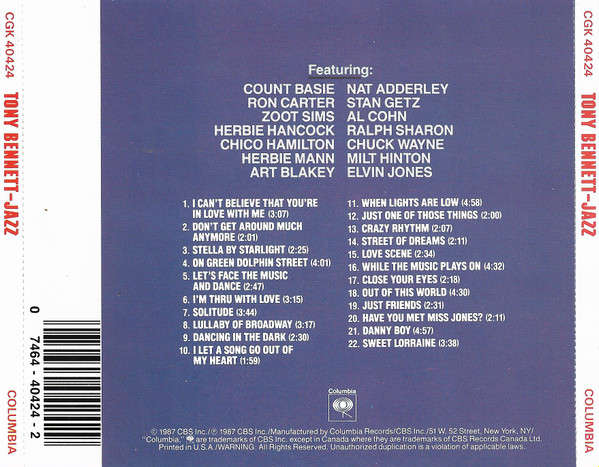 CGK 40424
TONY BENNETT–JAZZ
COLUMBIA
0 7464-40424-2
Featuring:
COUNT BASIE NAT ADDERLEY
RON CARTER STAN GETZ
ZOOT SIMS AL COHN
HERBIE HANCOCK RALPH SHARON
CHICO HAMILTON CHUCK WAYNE
HERBIE MANN MILT HINTON
ART BLAKEY ELVIN JONES
1. I CAN'T BELIEVE THAT YOU'RE
IN LOVE WITH ME (3:07)
2. DON'T GET AROUND MUCH
ANYMORE (2:01)
3. STELLA BY STARLIGHT (2:25)
4. ON GREEN DOLPHIN STREET (4:01)
5. LET'S FACE THE MUSIC
AND DANCE (2:47)
6. I'M THRU WITH LOVE (3:15)
7. SOLITUDE (3:44)
8. LULLABY OF BROADWAY (3:17)
9. DANCING IN THE DARK (2:30)
10. I LET A SONG GO OUT OF
MY HEART (1:59)
11. WHEN LIGHTS ARE LOW (4:58)
12. JUST ONE OF THOSE THINGS (2:00)
13. CRAZY RHYTHM (2:07)
14. STREET OF DREAMS (2:11)
15. LOVE SCENE (2:34)
16. WHILE THE MUSIC PLAYS ON (4:32)
17. CLOSE YOUR EYES (2:18)
18. OUT OF THIS WORLD (4:30)
19. JUST FRIENDS (2:31)
20. HAVE YOU MET MISS JONES? (2:11)
21. DANNY BOY (4:57)
22. SWEET LORRAINE (3:38)
Columbia
© 1987 CBS Inc./ ℗ 1987 CBS Inc./Manufactured by Columbia Records/CBS Inc./51 W. 52 Street, New York, NY/
"Columbia," are trademarks of CBS Inc. except in Canada where they are trademarks of CBS Records Canada Ltd.
Printed in U.S.A./WARNING: All Rights Reserved. Unauthorized duplication is a violation of applicable laws.
CGK 40424
TONY BENNETT–JAZZ
COLUMBIA